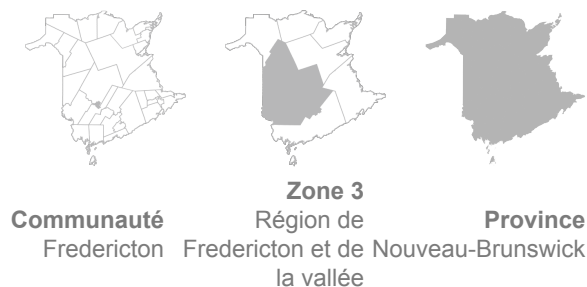 Communauté
Fredericton
Zone 3
Région de
Fredericton et de
la vallée
Province
Nouveau-Brunswick